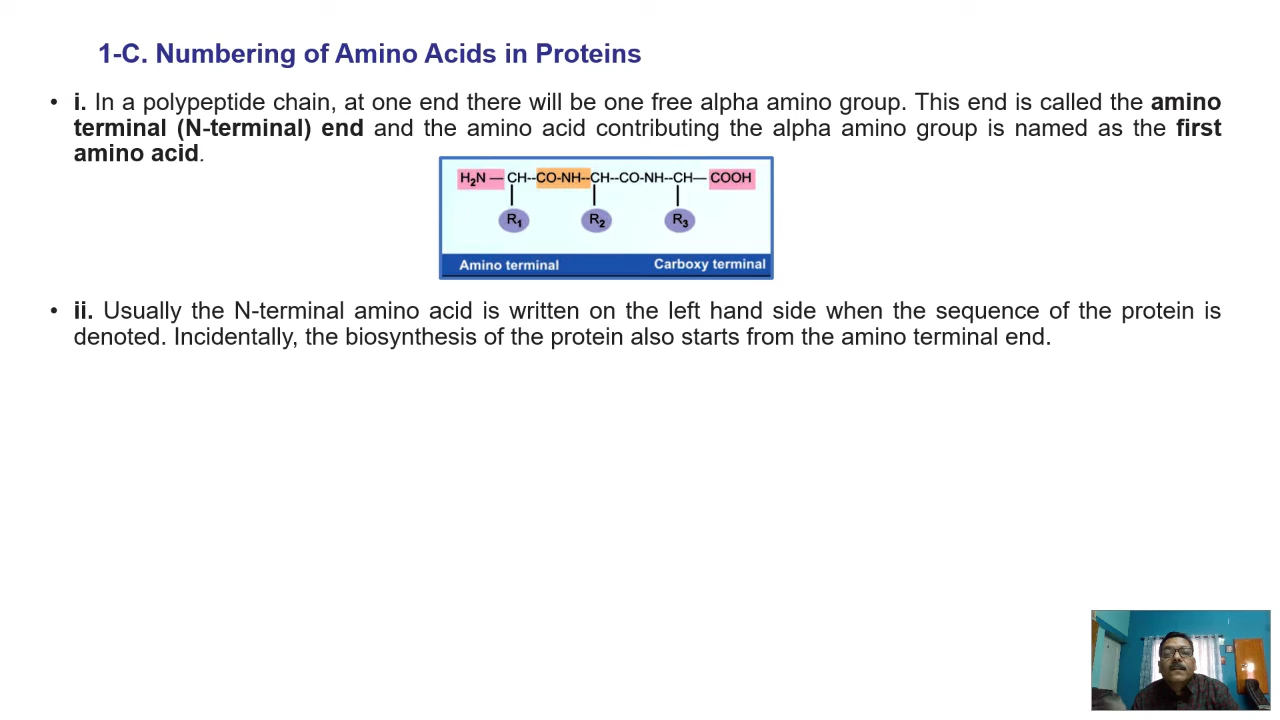 1-C. Numbering of Amino Acids in Proteins
• i. In a polypeptide chain, at one end there will be one free alpha amino group. This end is called the amino
terminal (N-terminal) end and the amino acid contributing the alpha amino group is named as the first
amino acid.
H₂N — CH--CO-NH--CH--CO-NH--CH— COOH
R₁ R₂ R₃
Amino terminal Carboxy terminal
• ii. Usually the N-terminal amino acid is written on the left hand side when the sequence of the protein is
denoted. Incidentally, the biosynthesis of the protein also starts from the amino terminal end.